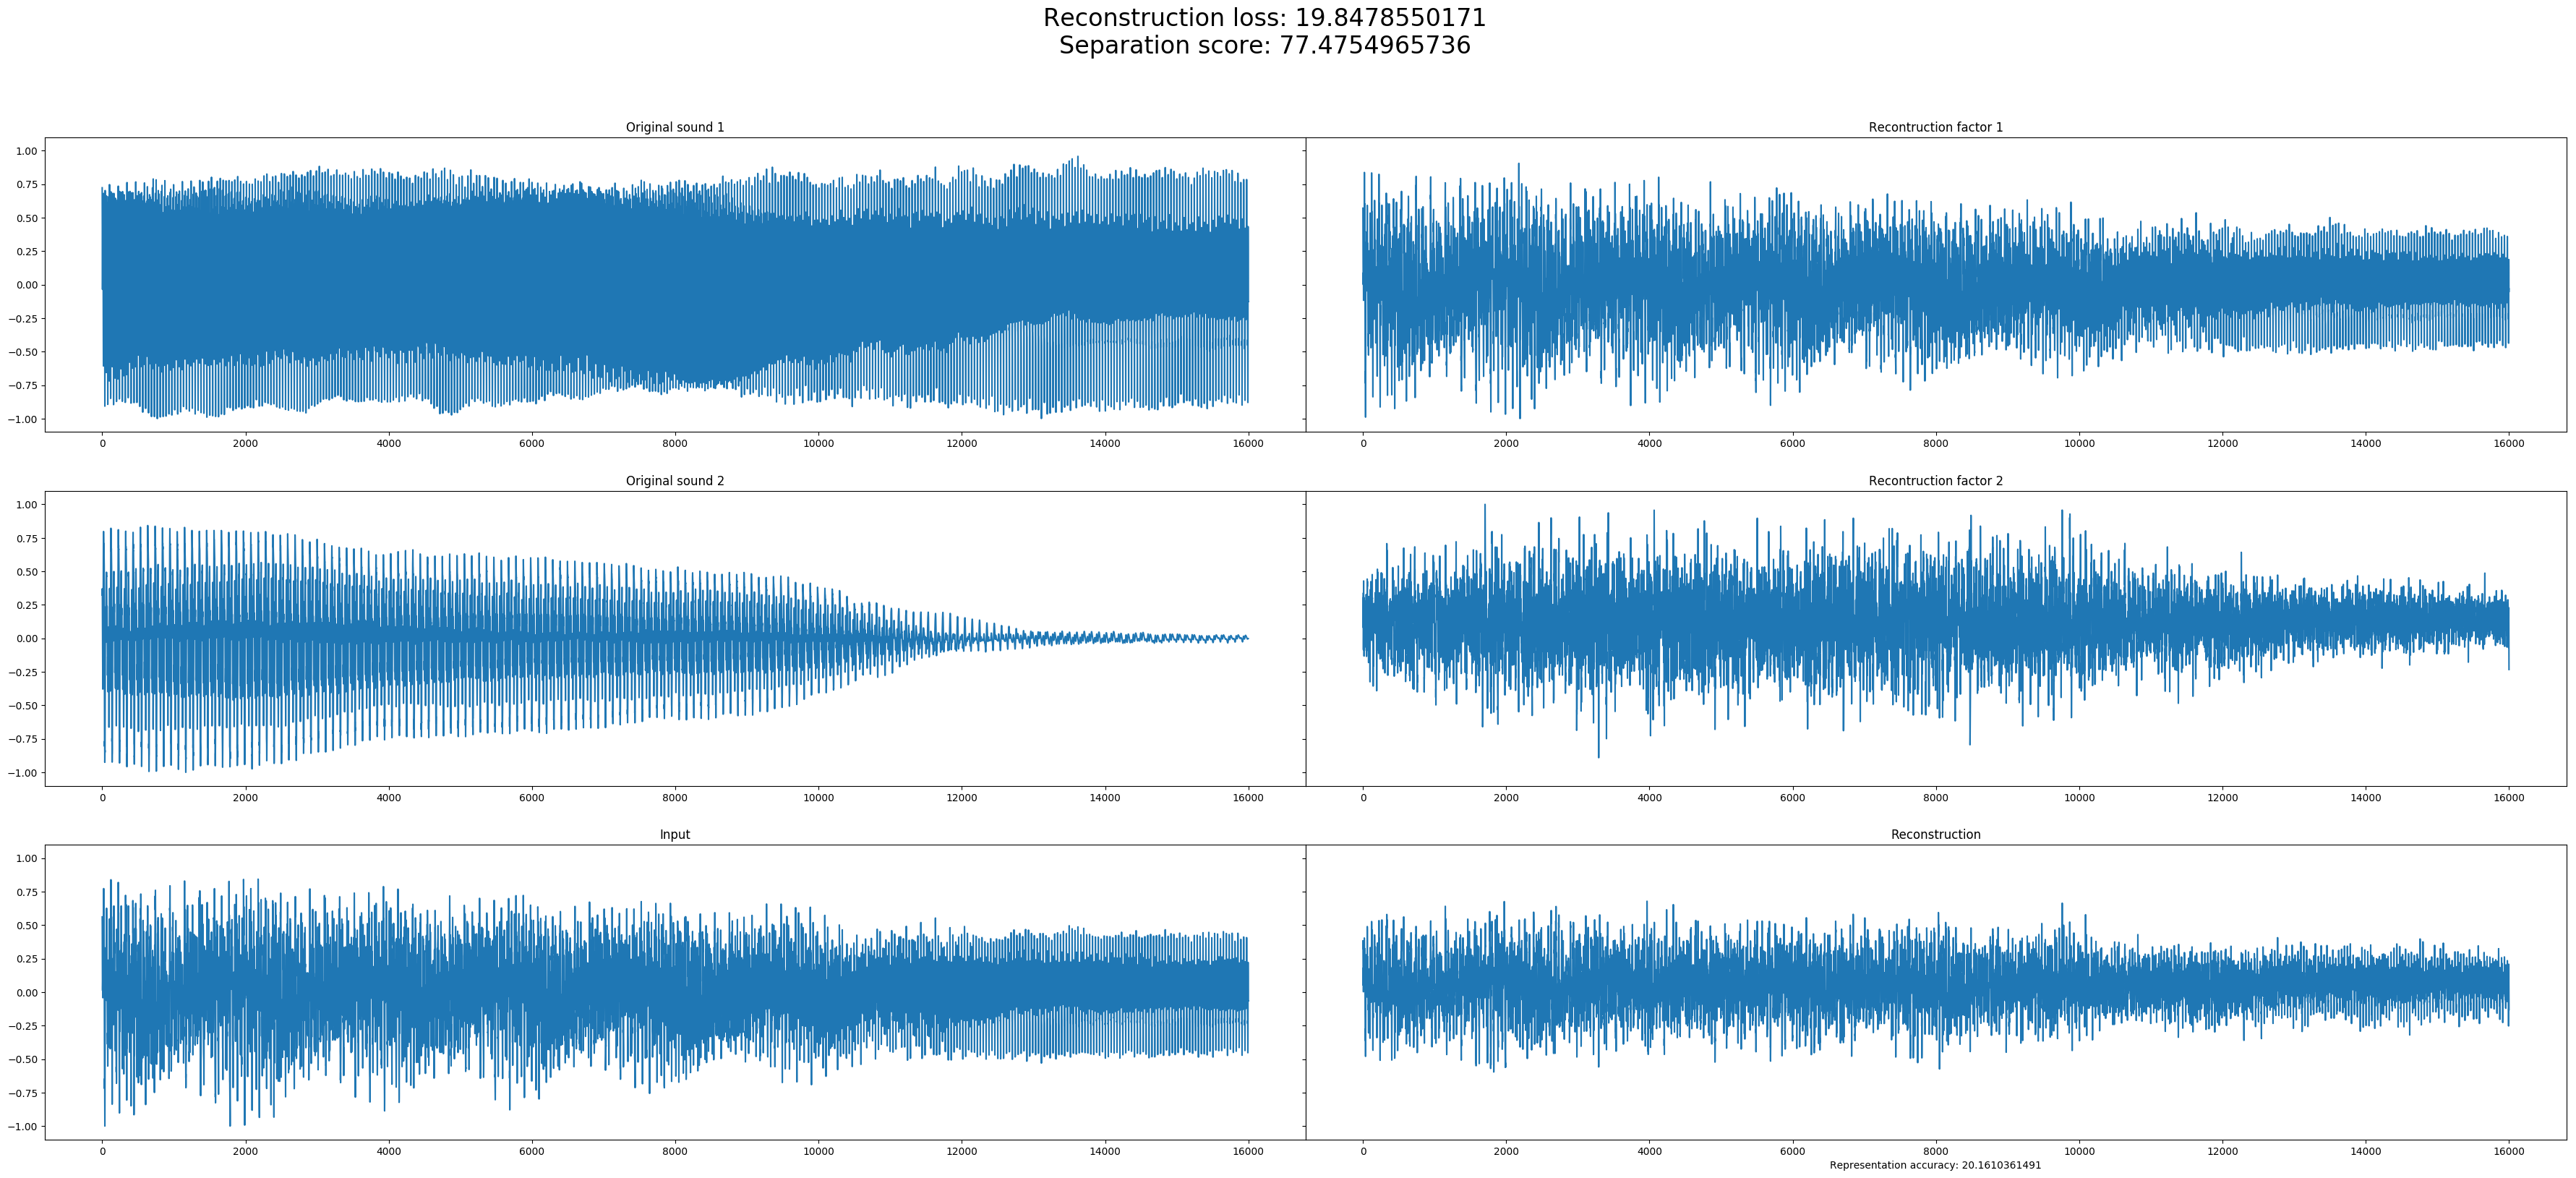 Reconstruction loss: 19.8478550171
Separation score: 77.4754965736
Original sound 1
Recontruction factor 1
1.00
0.75
0.50
0.25
0.00
−0.25
−0.50
−0.75
−1.00
0 2000 4000 6000 8000 10000 12000 14000 16000
0 2000 4000 6000 8000 10000 12000 14000 16000
Original sound 2
Recontruction factor 2
1.00
0.75
0.50
0.25
0.00
−0.25
−0.50
−0.75
−1.00
0 2000 4000 6000 8000 10000 12000 14000 16000
0 2000 4000 6000 8000 10000 12000 14000 16000
Input
Reconstruction
1.00
0.75
0.50
0.25
0.00
−0.25
−0.50
−0.75
−1.00
0 2000 4000 6000 8000 10000 12000 14000 16000
0 2000 4000 6000 8000 10000 12000 14000 16000
Representation accuracy: 20.1610361491